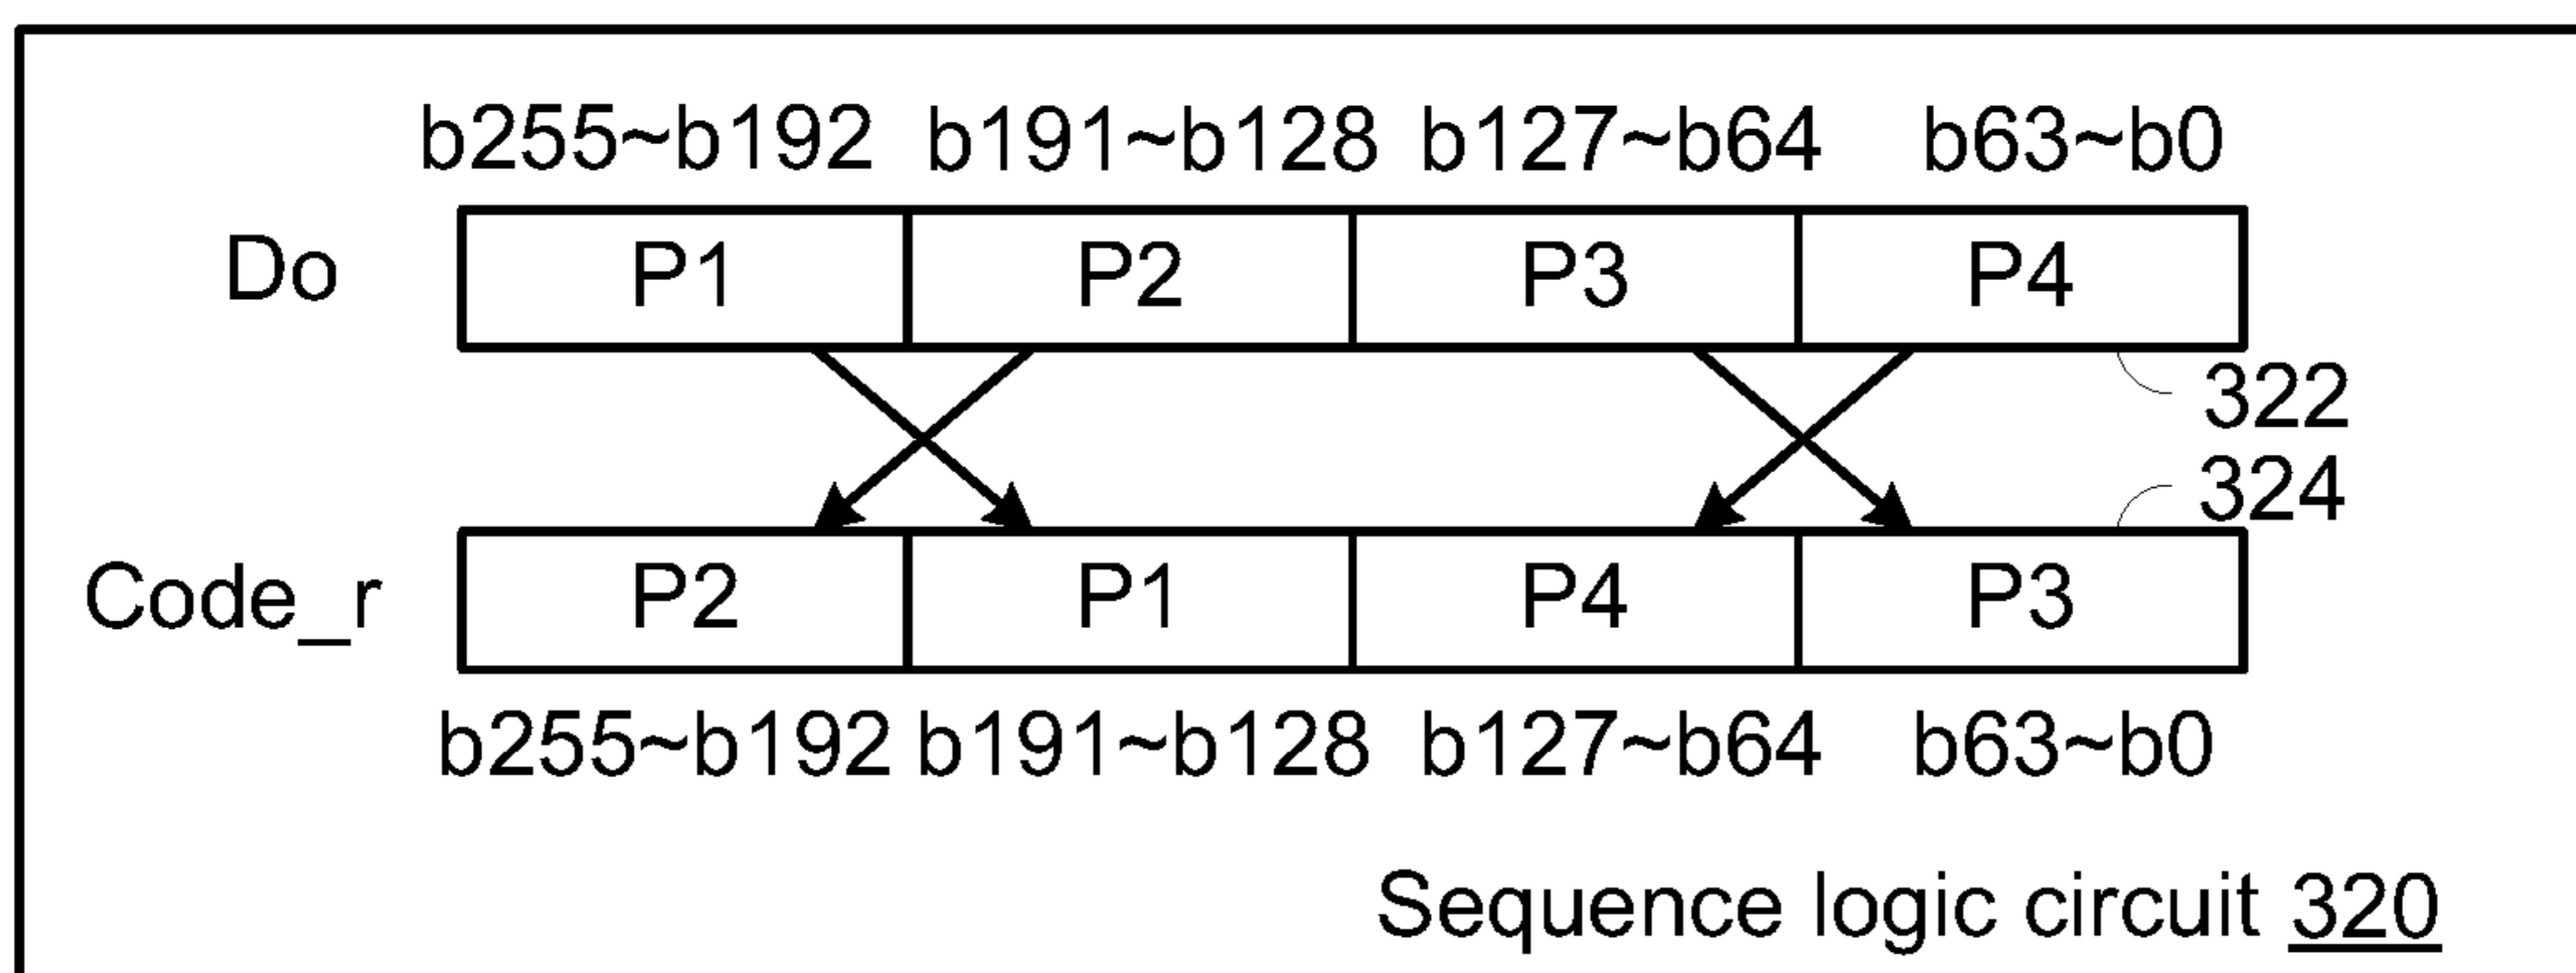 b255~b192 b191~b128 b127~b64 b63~b0
Do P1 P2 P3 P4
322
324
Code_r P2 P1 P4 P3
b255~b192 b191~b128 b127~b64 b63~b0
Sequence logic circuit 320